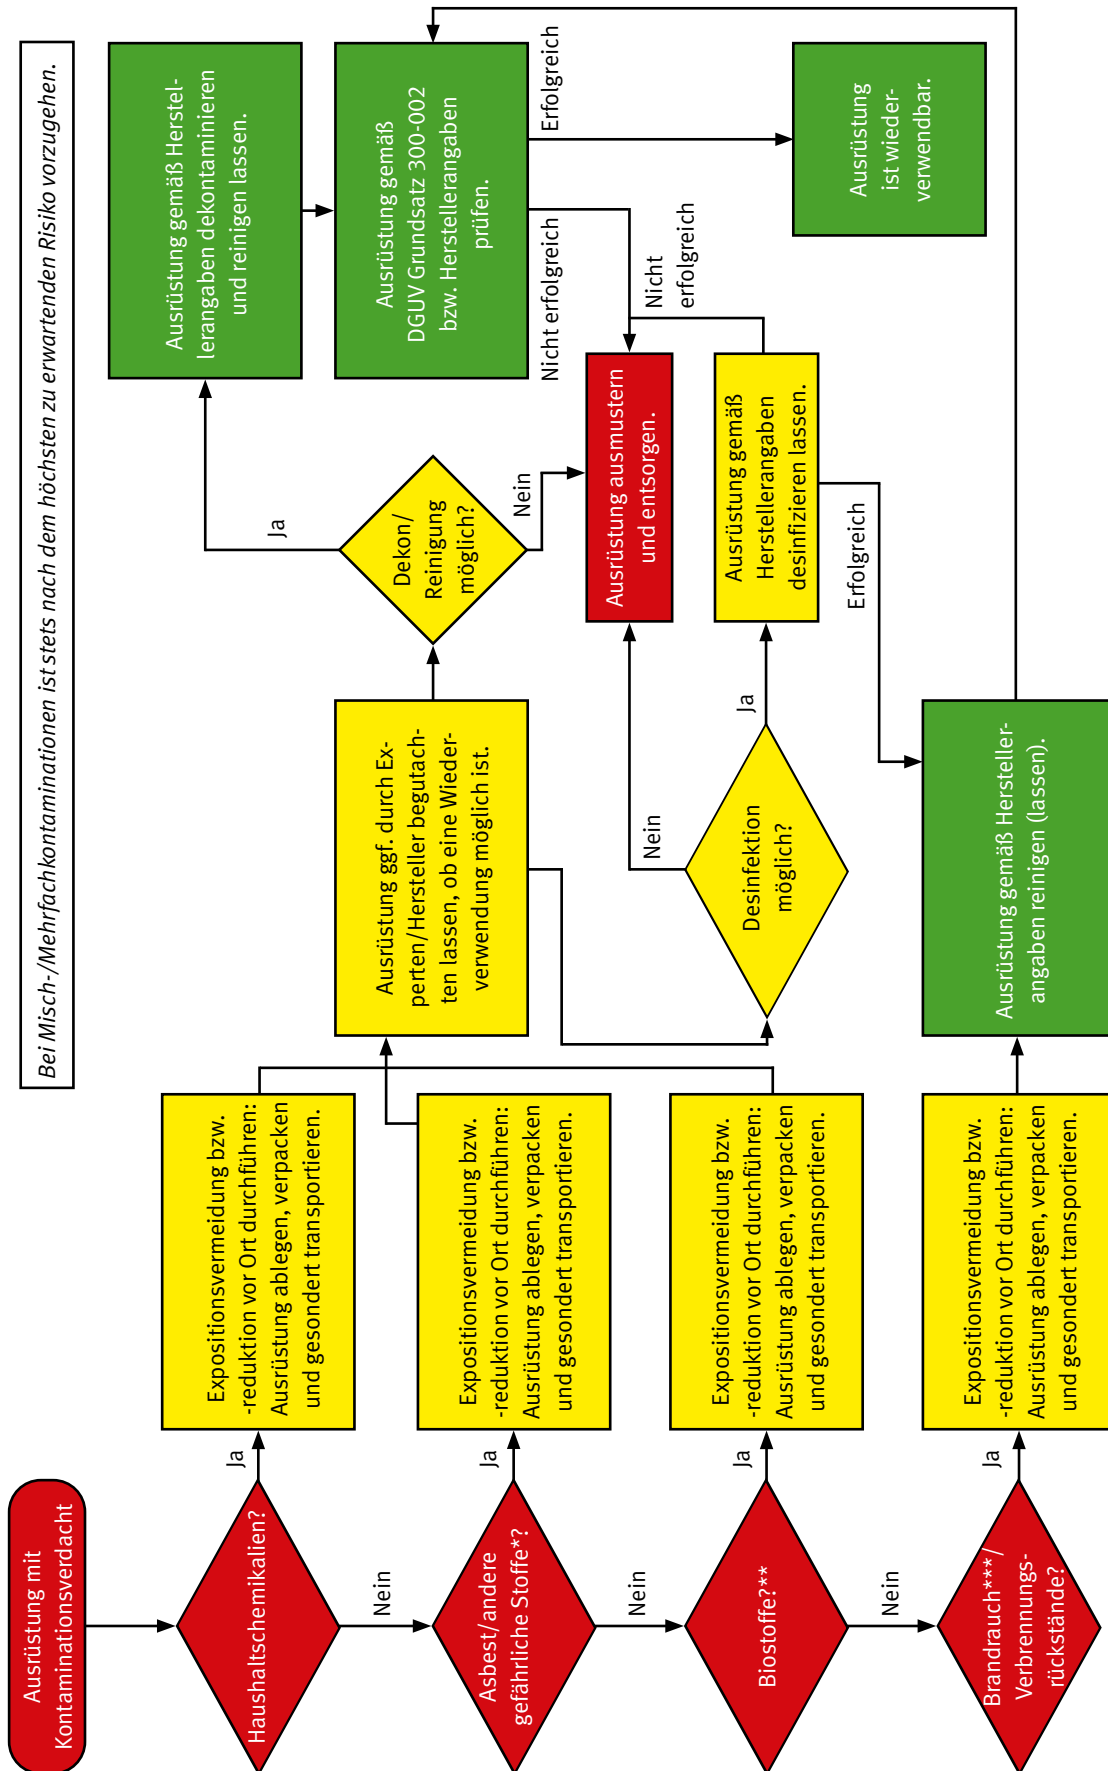 Bei Misch-/Mehrfachkontaminationen ist stets nach dem höchsten zu erwartenden Risiko vorzugehen.
Ausrüstung mit
Kontaminationsverdacht
Haushaltschemikalien?
Ja
Nein
Asbest/andere
gefährliche Stoffe*?
Ja
Nein
Biostoffe?**
Ja
Nein
Brandrauch***/
Verbrennungs-
rückstände?
Ja
Expositionsvermeidung bzw.
-reduktion vor Ort durchführen:
Ausrüstung ablegen, verpacken
und gesondert transportieren.
Expositionsvermeidung bzw.
-reduktion vor Ort durchführen:
Ausrüstung ablegen, verpacken
und gesondert transportieren.
Expositionsvermeidung bzw.
-reduktion vor Ort durchführen:
Ausrüstung ablegen, verpacken
und gesondert transportieren.
Expositionsvermeidung bzw.
-reduktion vor Ort durchführen:
Ausrüstung ablegen, verpacken
und gesondert transportieren.
Ausrüstung ggf. durch Ex-
perten/Hersteller begutach-
ten lassen, ob eine Wieder-
verwendung möglich ist.
Desinfektion
möglich?
Nein
Ja
Ausrüstung gemäß Hersteller-
angaben reinigen (lassen).
Dekon/
Reinigung
möglich?
Ja
Nein
Ausrüstung ausmustern
und entsorgen.
Ausrüstung gemäß
Herstellerangaben
desinfizieren lassen.
Erfolgreich
Nicht
erfolgreich
Ausrüstung gemäß Herstel-
lerangaben dekontaminieren
und reinigen lassen.
Ausrüstung gemäß
DGUV Grundsatz 300-002
bzw. Herstellerangaben
prüfen.
Nicht erfolgreich
Erfolgreich
Ausrüstung
ist wieder-
verwendbar.